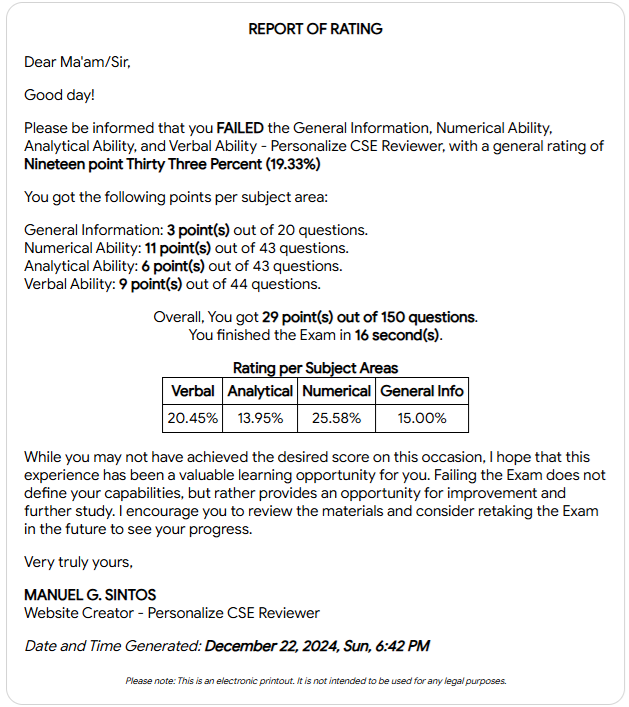 REPORT OF RATING
Dear Ma'am/Sir,
Good day!
Please be informed that you FAILED the General Information, Numerical Ability,
Analytical Ability, and Verbal Ability - Personalize CSE Reviewer, with a general rating of
Nineteen point Thirty Three Percent (19.33%)
You got the following points per subject area:
General Information: 3 point(s) out of 20 questions.
Numerical Ability: 11 point(s) out of 43 questions.
Analytical Ability: 6 point(s) out of 43 questions.
Verbal Ability: 9 point(s) out of 44 questions.
Overall, You got 29 point(s) out of 150 questions.
You finished the Exam in 16 second(s).
Rating per Subject Areas
Verbal Analytical Numerical General Info
20.45% 13.95% 25.58% 15.00%
While you may not have achieved the desired score on this occasion, I hope that this
experience has been a valuable learning opportunity for you. Failing the Exam does not
define your capabilities, but rather provides an opportunity for improvement and
further study. I encourage you to review the materials and consider retaking the Exam
in the future to see your progress.
Very truly yours,
MANUEL G. SINTOS
Website Creator - Personalize CSE Reviewer
Date and Time Generated: December 22, 2024, Sun, 6:42 PM
Please note: This is an electronic printout. It is not intended to be used for any legal purposes.